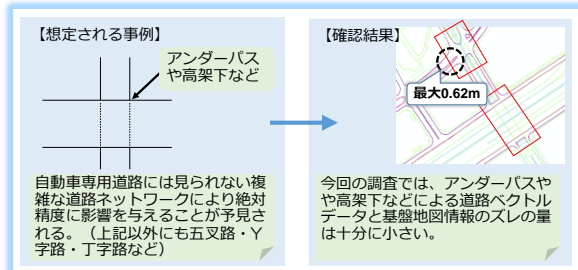 【想定される事例】
アンダーパス
や高架下など
自動車専用道路には見られない複
雑な道路ネットワークにより絶対
精度に影響を与えることが予見さ
れる。（上記以外にも五叉路・Y
字路・丁字路など）
【確認結果】
最大0.62m
今回の調査では、アンダーパスや
や高架下などによる道路ベクトル
データと基盤地図情報のズレの量
は十分に小さい。